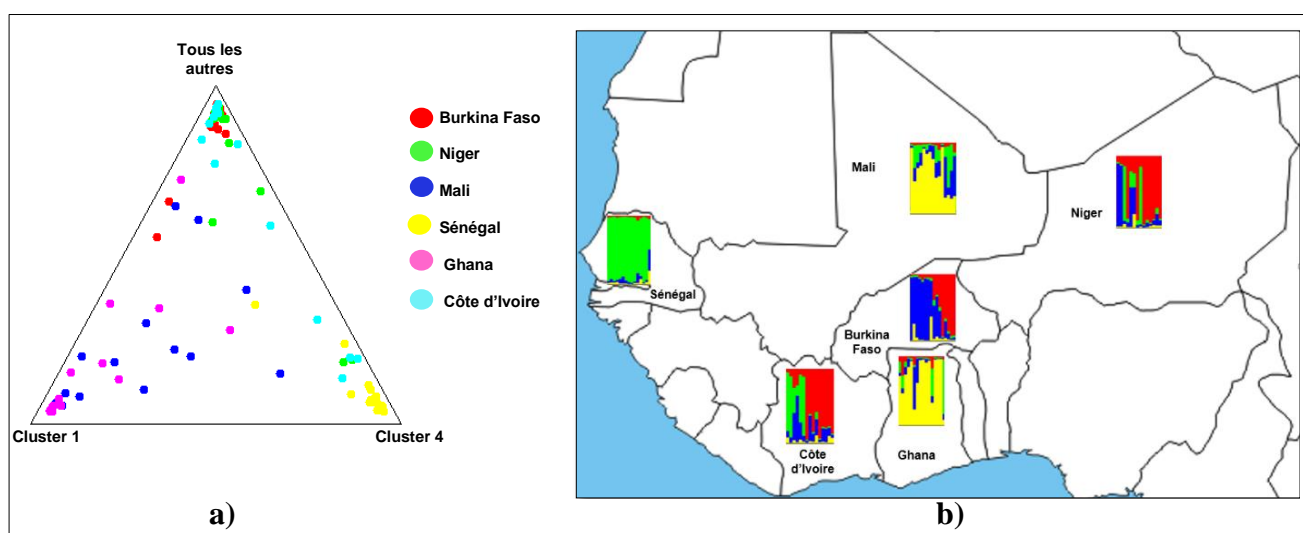 Tous les
autres
Burkina Faso
Niger
Mali
Sénégal
Ghana
Côte d'Ivoire
Cluster 1
Cluster 4
a)
Mali
Niger
Sénégal
Burkina
Faso
Côte
d'Ivoire
Ghana
b)